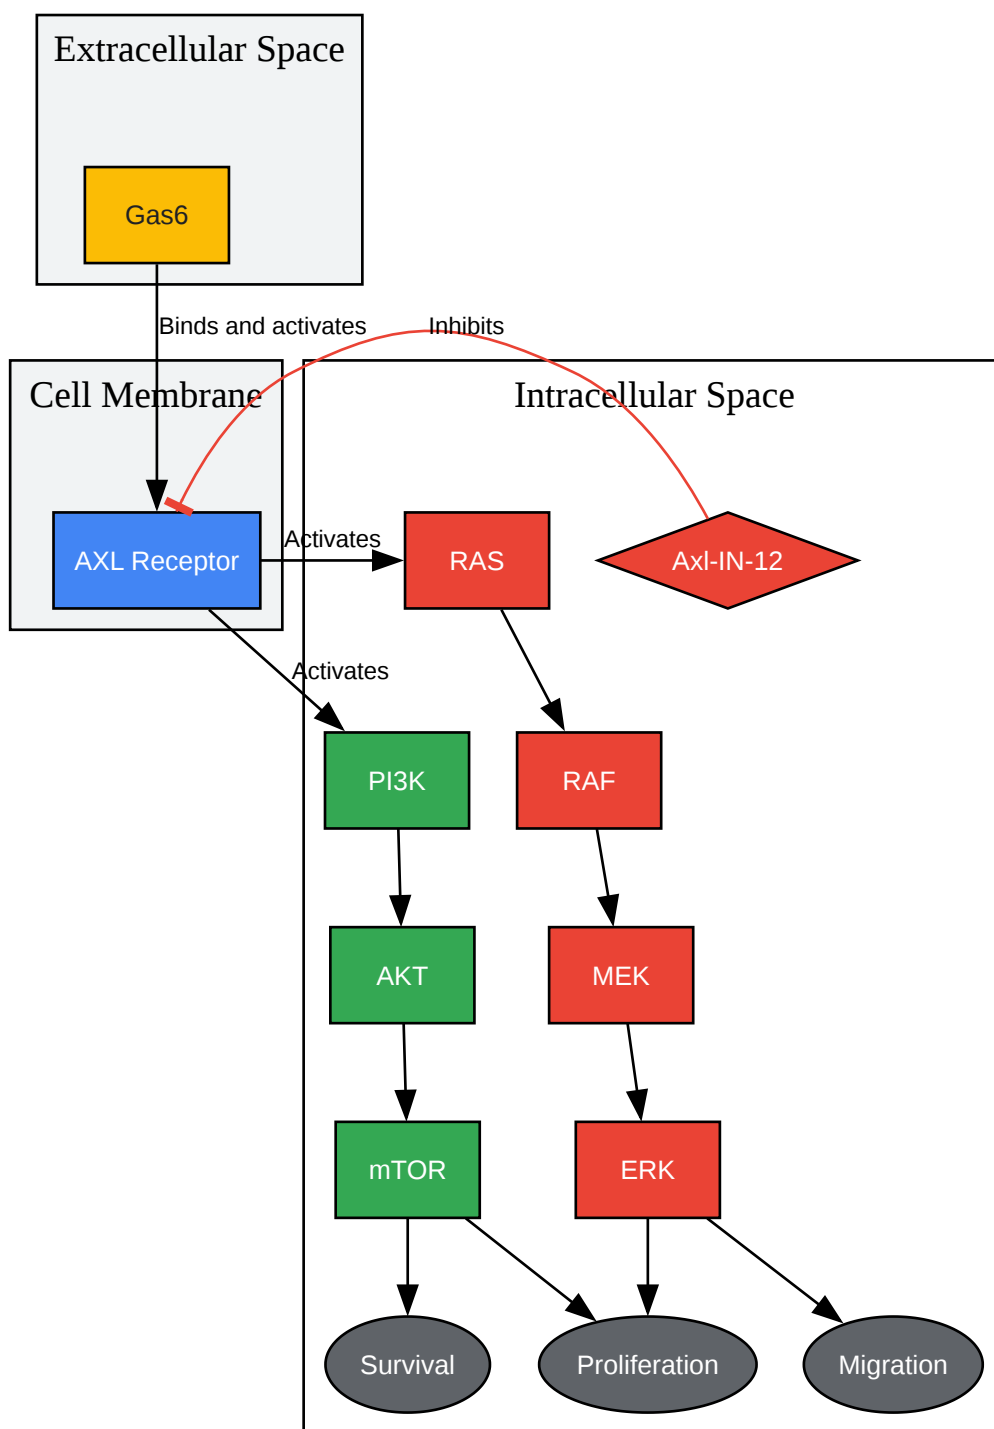 Extracellular Space
Gas6
Binds and activates
Inhibits
Cell Membrane
Intracellular Space
AXL Receptor
Activates
RAS
Axl-IN-12
Activates
PI3K
RAF
AKT
MEK
mTOR
ERK
Survival
Proliferation
Migration